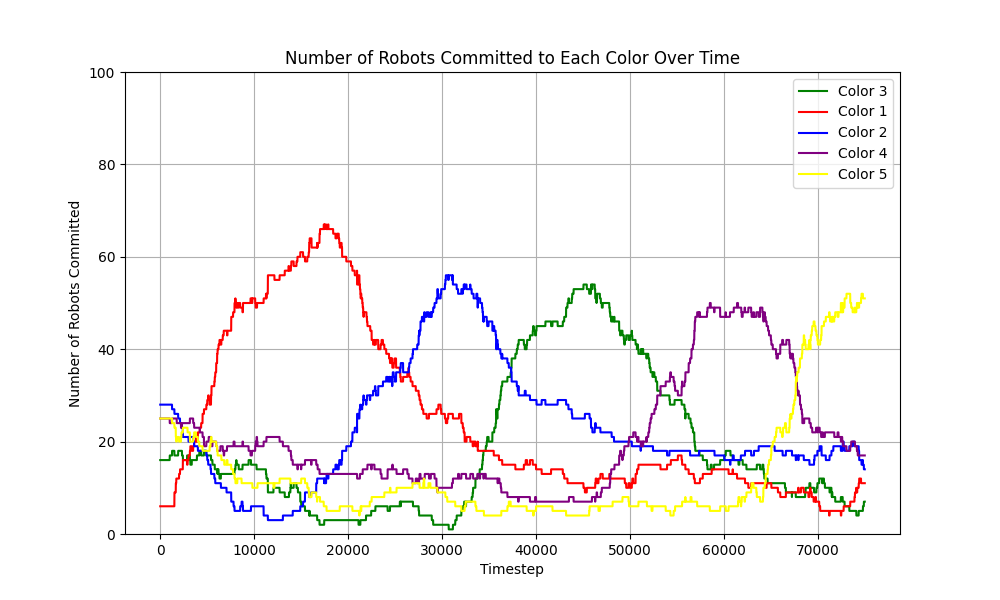 Number of Robots Committed to Each Color Over Time
Number of Robots Committed
100
80
60
40
20
0
Color 3
Color 1
Color 2
Color 4
Color 5
0 10000 20000 30000 40000 50000 60000 70000
Timestep